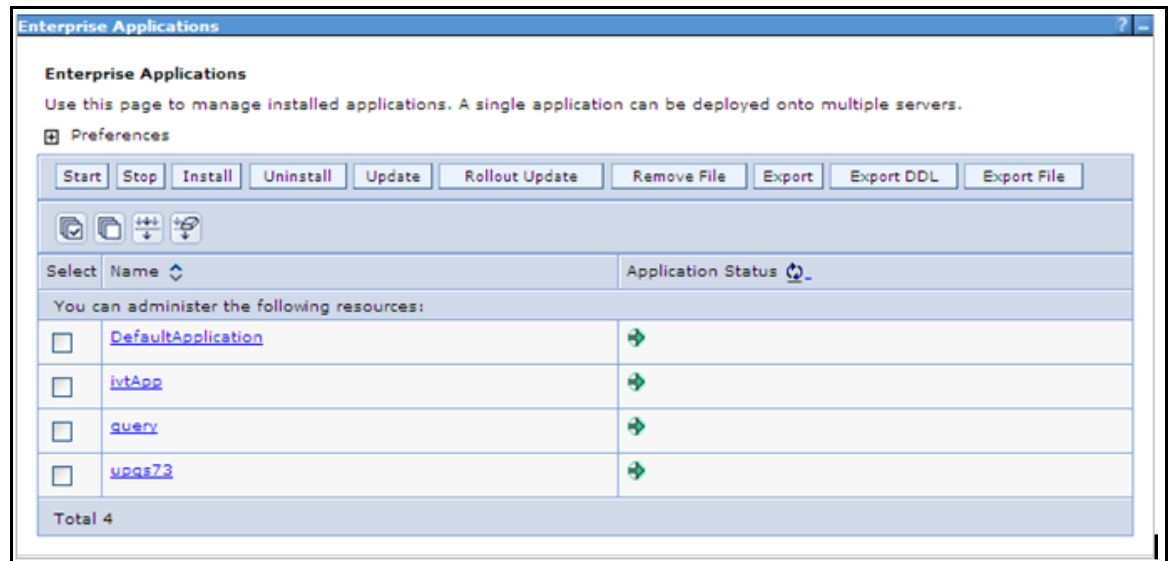 Enterprise Applications ? -
Enterprise Applications
Use this page to manage installed applications. A single application can be deployed onto multiple servers.
+ Preferences
Start Stop Install Uninstall Update Rollout Update Remove File Export Export DDL Export File
Select Name Application Status
You can administer the following resources:
DefaultApplication
ivtApp
query
upgs73
Total 4